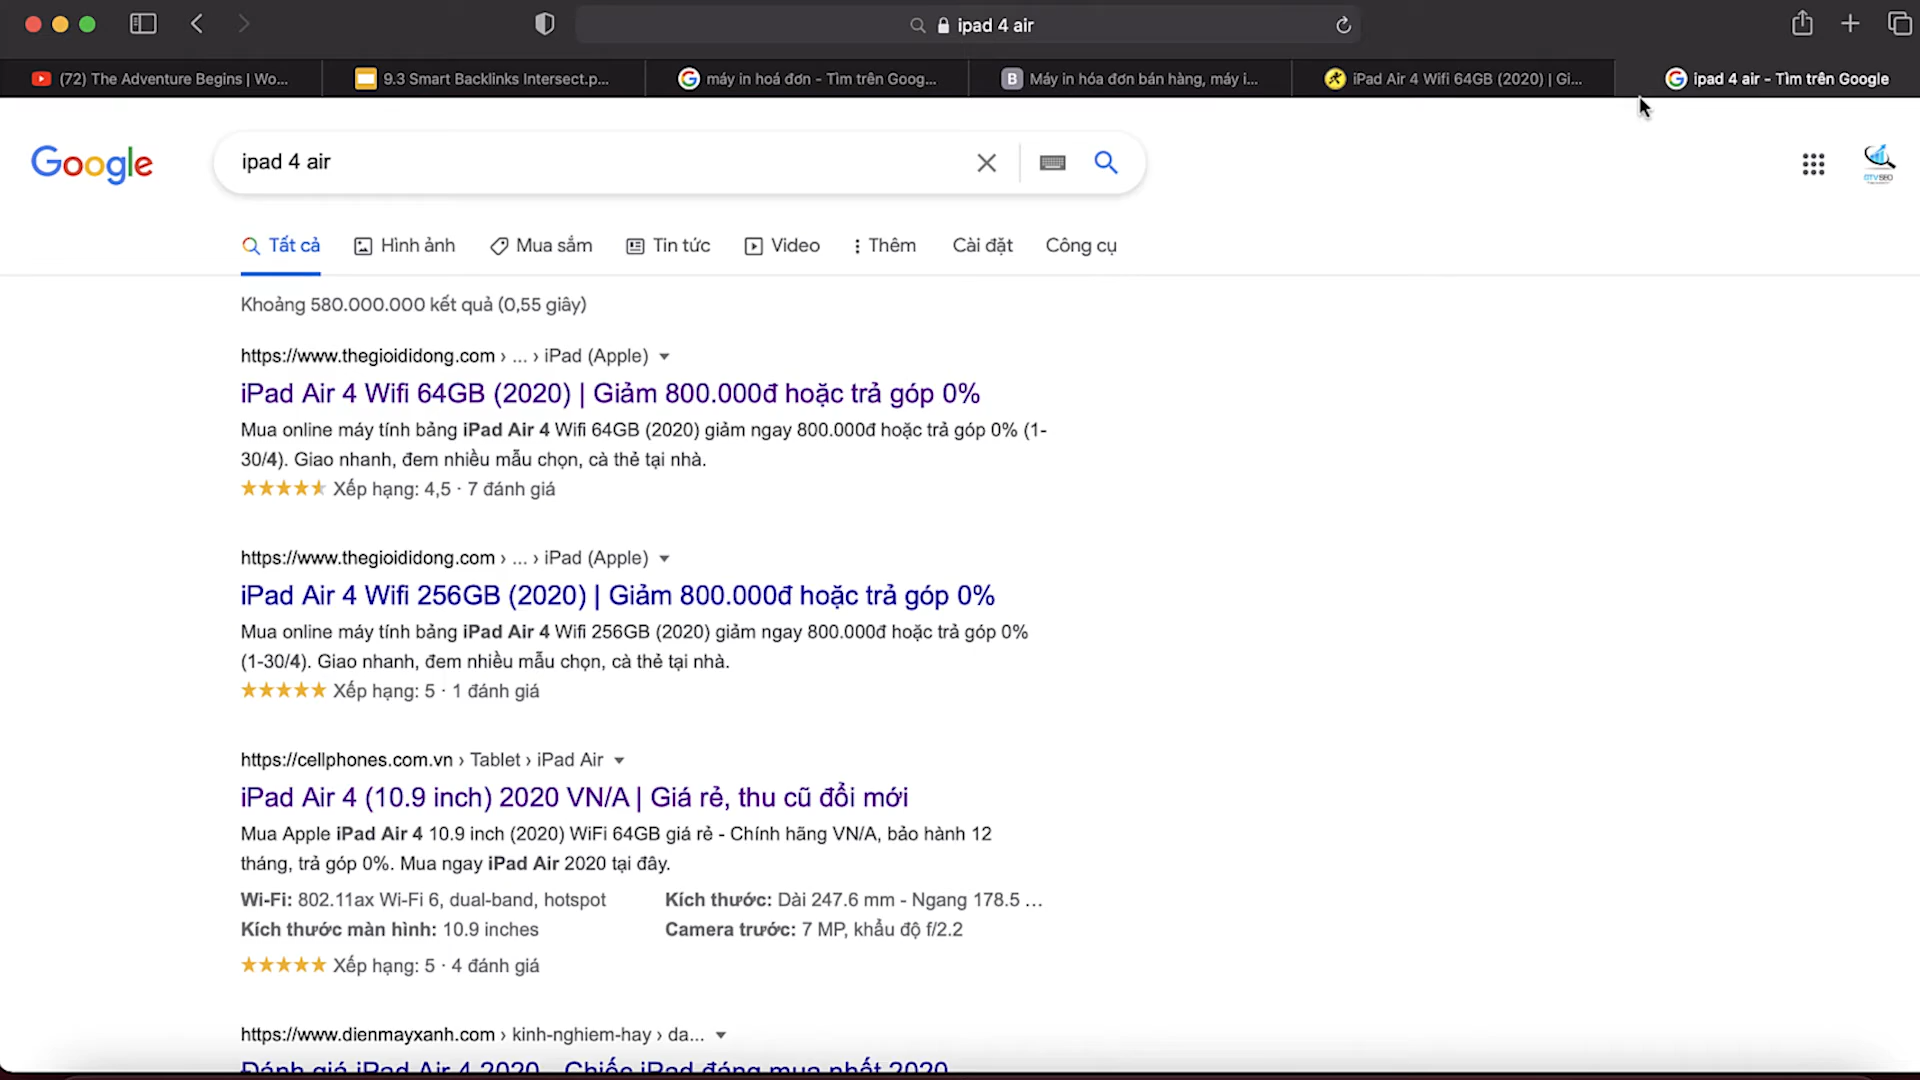 ipad 4 air
(72) The Adventure Begins | Wo...
9.3 Smart Backlinks Intersect.p...
máy in hoá đơn - Tìm trên Goog...
B
Máy in hóa đơn bán hàng, máy i...
iPad Air 4 Wifi 64GB (2020) | Gi...
ipad 4 air - Tìm trên Google
Google
ipad 4 air
Tất cả
Hình ảnh
Mua sắm
Tin tức
Video
Thêm
Cài đặt
Công cụ
Khoảng 580.000.000 kết quả (0,55 giây)
https://www.thegioididong.com › ... › iPad (Apple)
iPad Air 4 Wifi 64GB (2020) | Giảm 800.000đ hoặc trả góp 0%
Mua online máy tính bảng iPad Air 4 Wifi 64GB (2020) giảm ngay 800.000đ hoặc trả góp 0% (1-
30/4). Giao nhanh, đem nhiều mẫu chọn, cà thẻ tại nhà.
Xếp hạng: 4,5 · 7 đánh giá
https://www.thegioididong.com › ... › iPad (Apple)
iPad Air 4 Wifi 256GB (2020) | Giảm 800.000đ hoặc trả góp 0%
Mua online máy tính bảng iPad Air 4 Wifi 256GB (2020) giảm ngay 800.000đ hoặc trả góp 0%
(1-30/4). Giao nhanh, đem nhiều mẫu chọn, cà thẻ tại nhà.
Xếp hạng: 5 · 1 đánh giá
https://cellphones.com.vn › Tablet › iPad Air
iPad Air 4 (10.9 inch) 2020 VN/A | Giá rẻ, thu cũ đổi mới
Mua Apple iPad Air 4 10.9 inch (2020) WiFi 64GB giá rẻ - Chính hãng VN/A, bảo hành 12
tháng, trả góp 0%. Mua ngay iPad Air 2020 tại đây.
Wi-Fi: 802.11ax Wi-Fi 6, dual-band, hotspot
Kích thước: Dài 247.6 mm - Ngang 178.5 ...
Kích thước màn hình: 10.9 inches
Camera trước: 7 MP, khẩu độ f/2.2
Xếp hạng: 5 · 4 đánh giá
https://www.dienmayxanh.com › kinh-nghiem-hay › da...
Đánh giá iPad Air 4 2020 - Chiếc iPad đáng mua nhất 2020